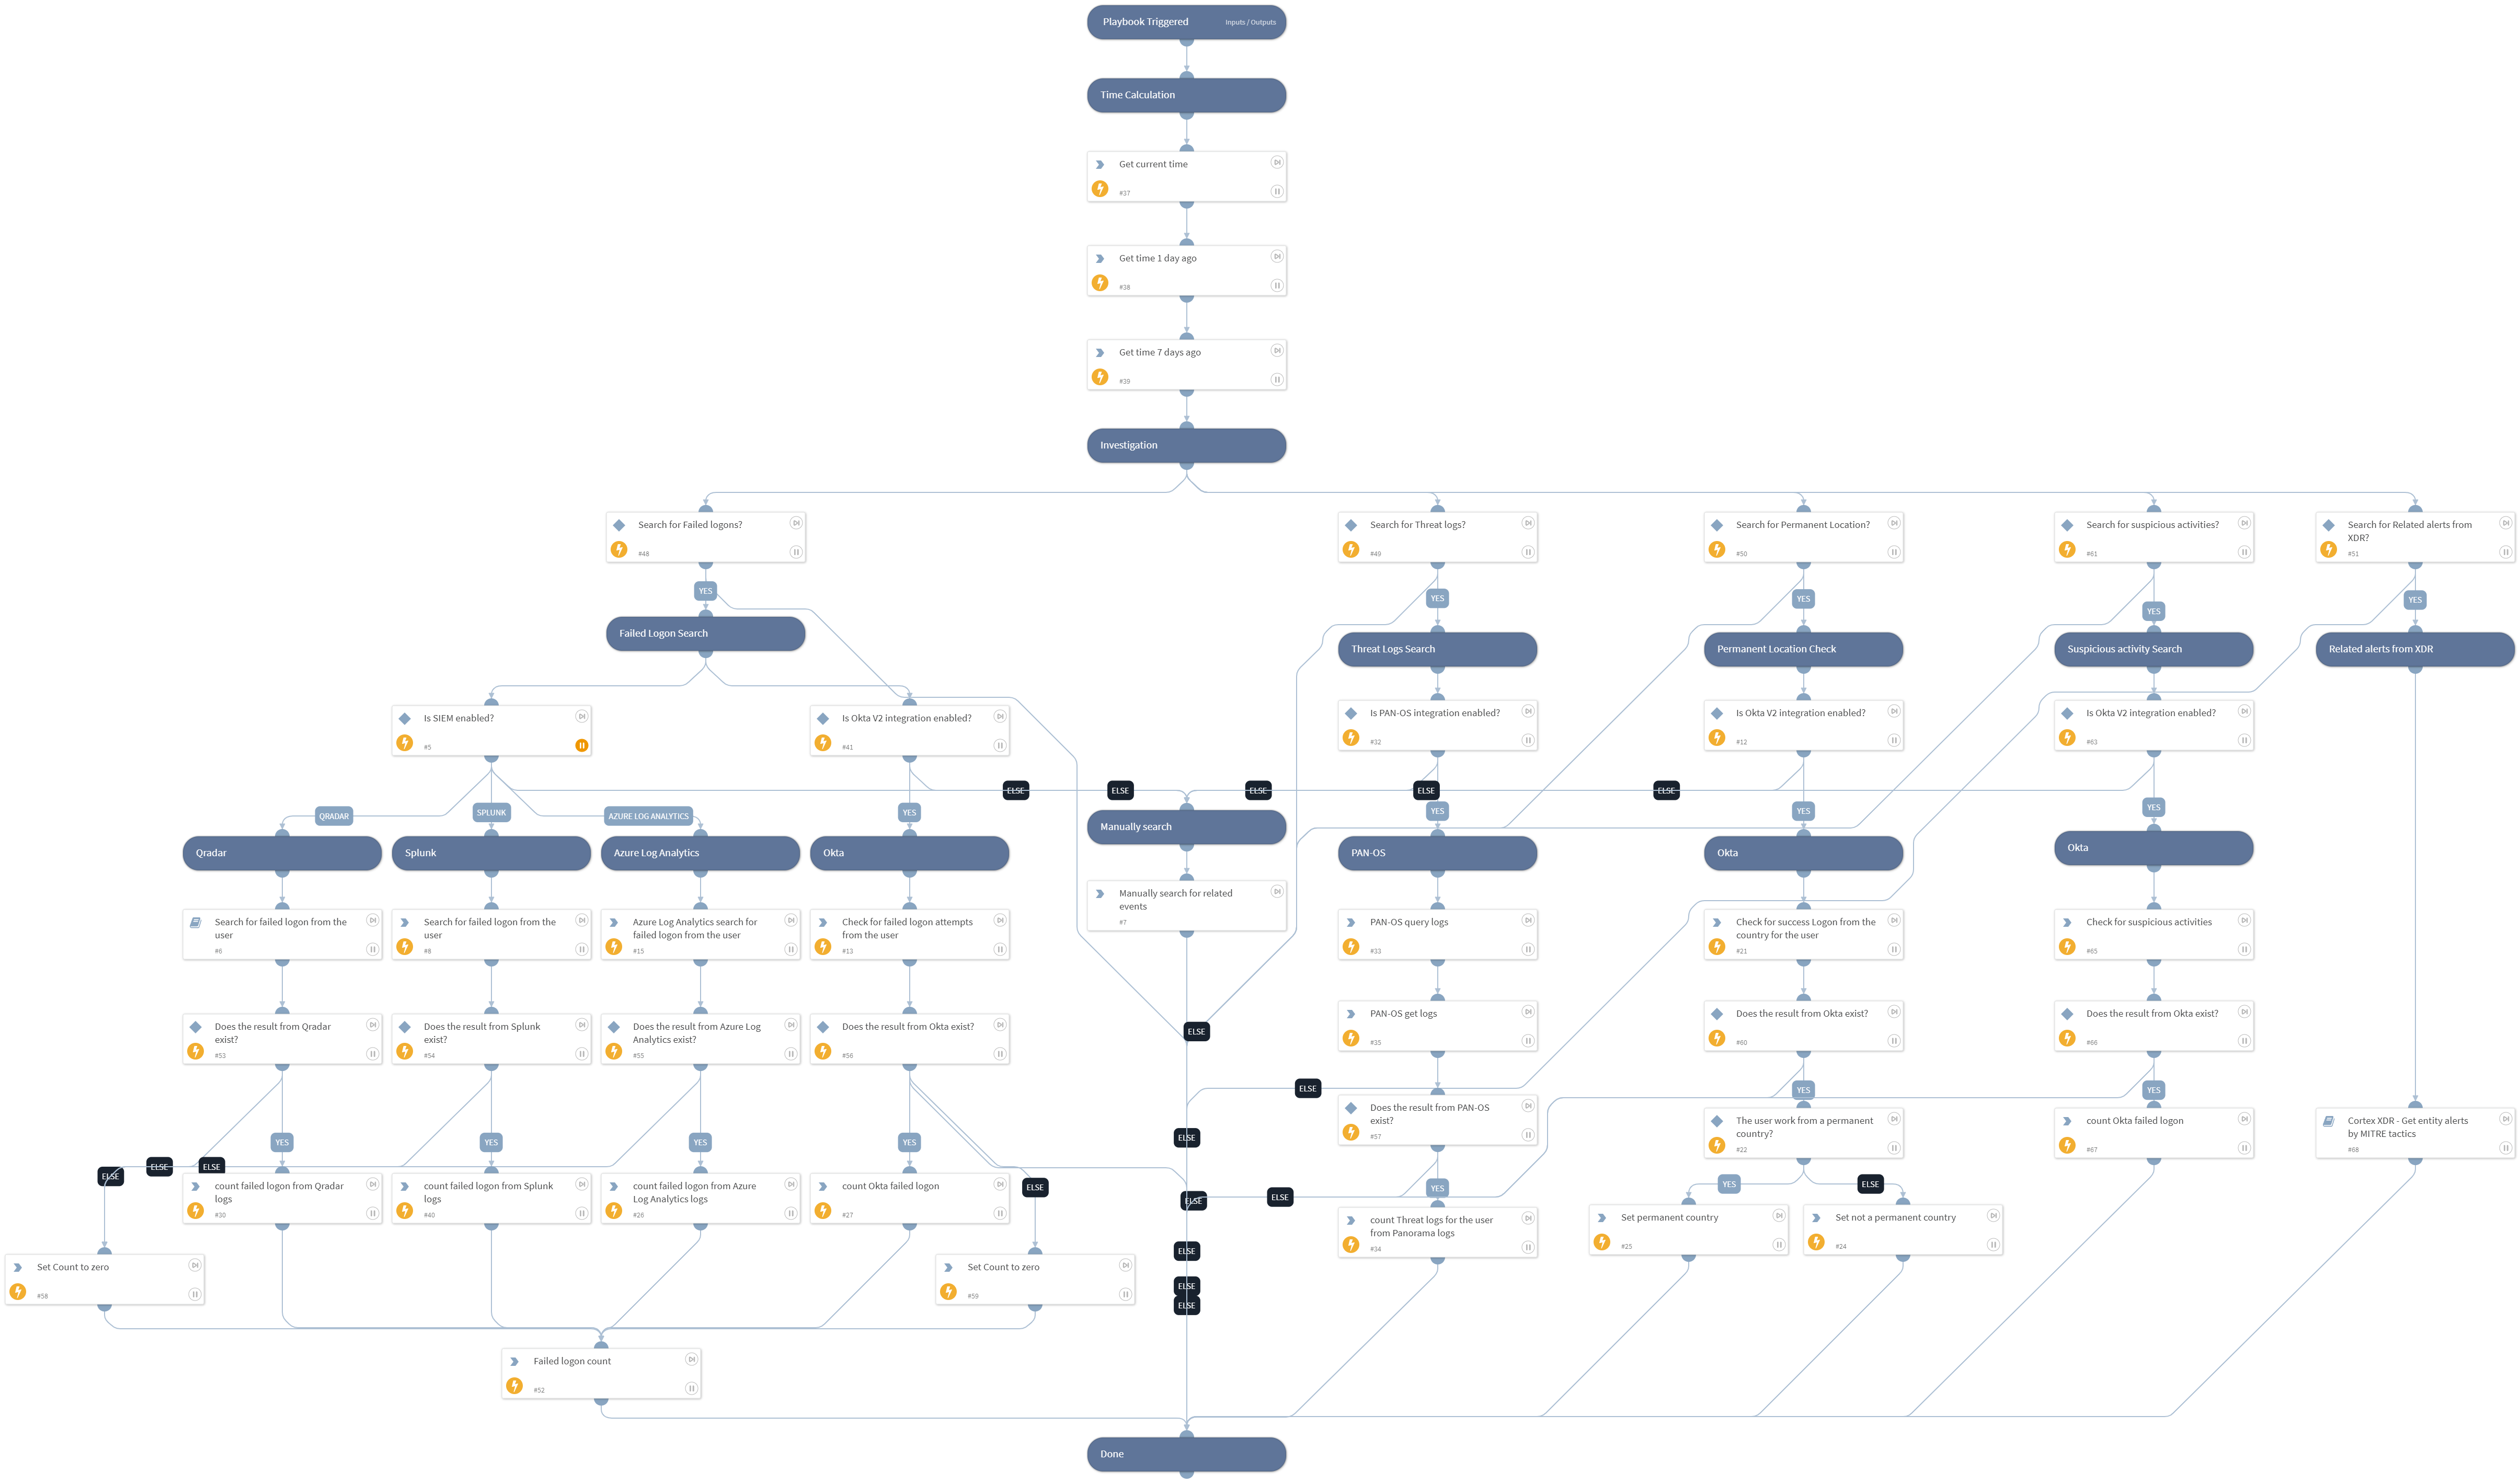 Playbook Triggered
Inputs / Outputs
Time Calculation
Get current time
#37
Get time 1 day ago
#38
Get time 7 days ago
#39
Investigation
Search for Failed logons?
#48
Search for Threat logs?
#49
Search for Permanent Location?
#50
Search for suspicious activities?
#61
Search for Related alerts from
XDR?
#51
YES
YES
YES
YES
YES
Failed Logon Search
Threat Logs Search
Permanent Location Check
Suspicious activity Search
Related alerts from XDR
Is SIEM enabled?
#5
Is Okta V2 integration enabled?
#41
Is PAN-OS integration enabled?
#32
Is Okta V2 integration enabled?
#12
Is Okta V2 integration enabled?
#63
ELSE
ELSE
ELSE
ELSE
ELSE
QRADAR
SPLUNK
AZURE LOG ANALYTICS
YES
YES
YES
YES
Manually search
Qradar
Splunk
Azure Log Analytics
Okta
PAN-OS
Okta
Okta
Manually search for related
events
#7
Search for failed logon from the
user
#6
Search for failed logon from the
user
#8
Azure Log Analytics search for
failed logon from the user
#15
Check for failed logon attempts
from the user
#13
PAN-OS query logs
#33
Check for success Logon from the
country for the user
#21
Check for suspicious activities
#65
Does the result from Qradar
exist?
#53
Does the result from Splunk
exist?
#54
Does the result from Azure Log
Analytics exist?
#55
Does the result from Okta exist?
#56
ELSE
PAN-OS get logs
#35
Does the result from Okta exist?
#60
Does the result from Okta exist?
#66
ELSE
YES
YES
Does the result from PAN-OS
exist?
#57
The user work from a permanent
country?
#22
count Okta failed logon
#67
Cortex XDR - Get entity alerts
by MITRE tactics
#68
YES
YES
YES
YES
ELSE
ELSE
ELSE
ELSE
count failed logon from Qradar
logs
#30
count failed logon from Splunk
logs
#40
count failed logon from Azure
Log Analytics logs
#26
count Okta failed logon
#27
ELSE
ELSE
ELSE
YES
YES
ELSE
count Threat logs for the user
from Panorama logs
#34
Set permanent country
#25
Set not a permanent country
#24
ELSE
Set Count to zero
#58
Set Count to zero
#59
ELSE
ELSE
Failed logon count
#52
Done